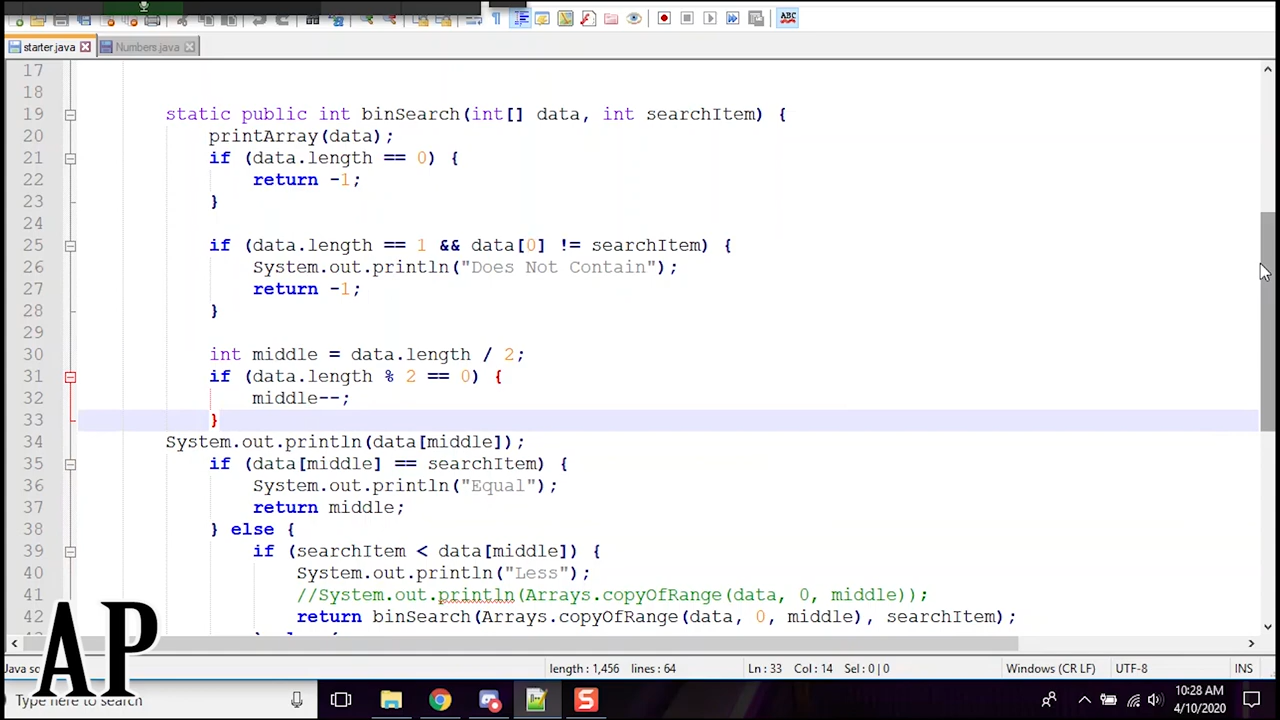 starter.java Numbers.java
17
18
19 static public int binSearch(int[] data, int searchItem) {
20 printArray(data);
21 if (data.length == 0) {
22 return -1;
23 }
24
25 if (data.length == 1 && data[0] != searchItem) {
26 System.out.println("Does Not Contain");
27 return -1;
28 }
29
30 int middle = data.length / 2;
31 if (data.length % 2 == 0) {
32 middle--;
33 }
34 System.out.println(data[middle]);
35 if (data[middle] == searchItem) {
36 System.out.println("Equal");
37 return middle;
38 } else {
39 if (searchItem < data[middle]) {
40 System.out.println("Less");
41 //System.out.println(Arrays.copyOfRange(data, 0, middle));
42 return binSearch(Arrays.copyOfRange(data, 0, middle), searchItem);
Java so length : 1,456 lines : 64 Ln : 33 Col : 14 Sel : 0 | 0 Windows (CR LF) UTF-8 INS
AP
Type here to search
10:28 AM
4/10/2020
ABC